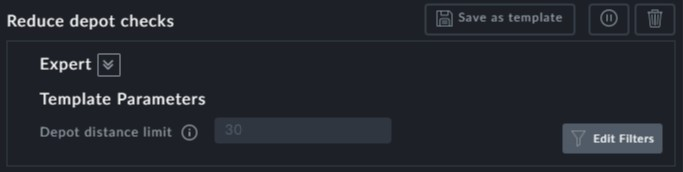 Reduce depot checks
Save as template
Expert
Template Parameters
Depot distance limit
30
Edit Filters